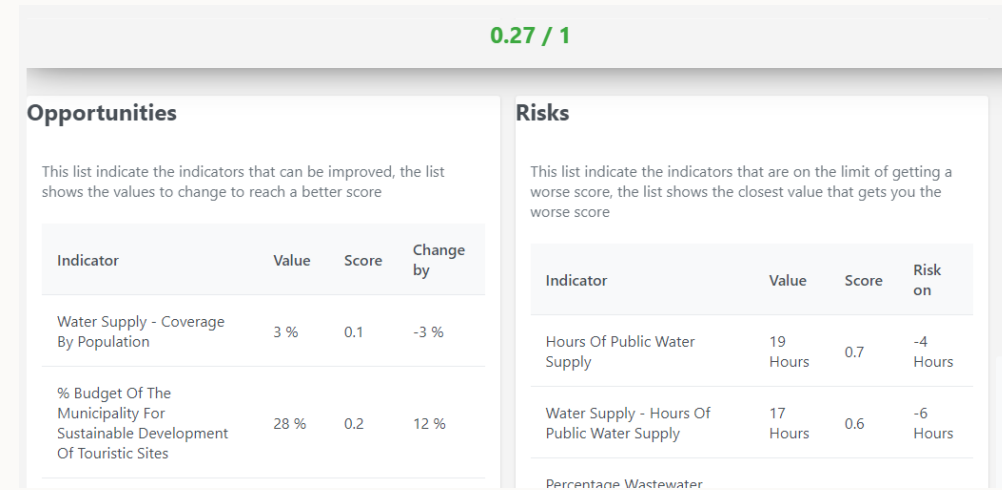 0.27 / 1
Opportunities
This list indicate the indicators that can be improved, the list
shows the values to change to reach a better score
Indicator Value Score Change
by
Water Supply - Coverage
By Population 3 % 0.1 -3 %
% Budget Of The
Municipality For
Sustainable Development
Of Touristic Sites 28 % 0.2 12 %
Risks
This list indicate the indicators that are on the limit of getting a
worse score, the list shows the closest value that gets you the
worse score
Indicator Value Score Risk
on
Hours Of Public Water
Supply 19
Hours 0.7 -4
Hours
Water Supply - Hours Of
Public Water Supply 17
Hours 0.6 -6
Hours
Percentage Wastewater